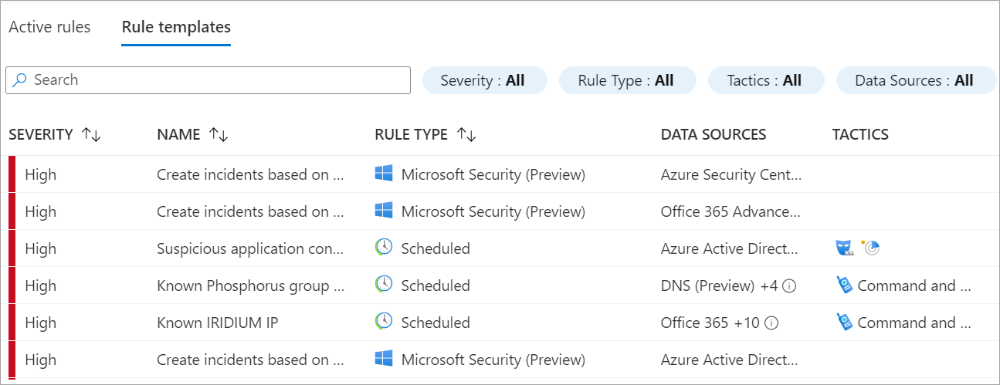 Active rules Rule templates
Search Severity : All Rule Type : All Tactics : All Data Sources : All
SEVERITY NAME RULE TYPE DATA SOURCES TACTICS
High Create incidents based on ... Microsoft Security (Preview) Azure Security Cent...
High Create incidents based on ... Microsoft Security (Preview) Office 365 Advance...
High Suspicious application con... Scheduled Azure Active Direct...
High Known Phosphorus group ... Scheduled DNS (Preview) +4 Command and ...
High Known IRIDIUM IP Scheduled Office 365 +10 Command and ...
High Create incidents based on ... Microsoft Security (Preview) Azure Active Direct...